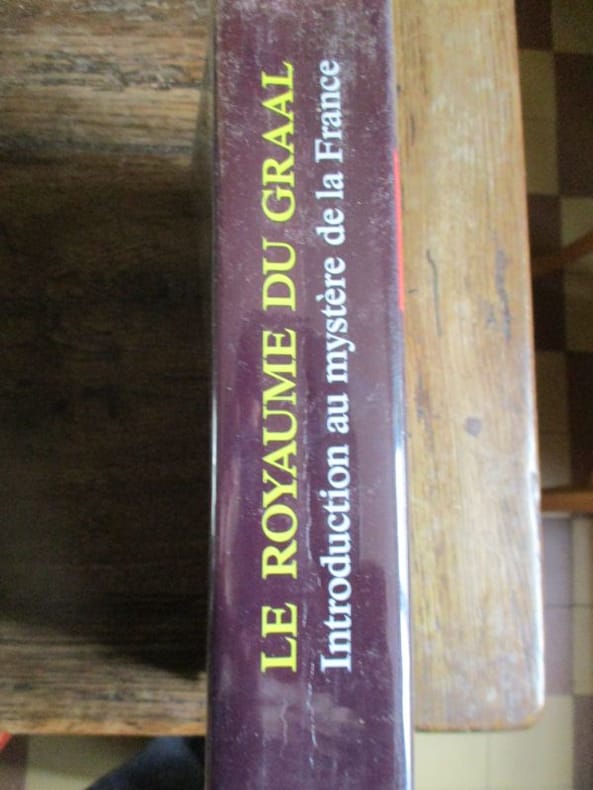 LE ROYAUME DU GRAAL
Introduction au mystère de la France